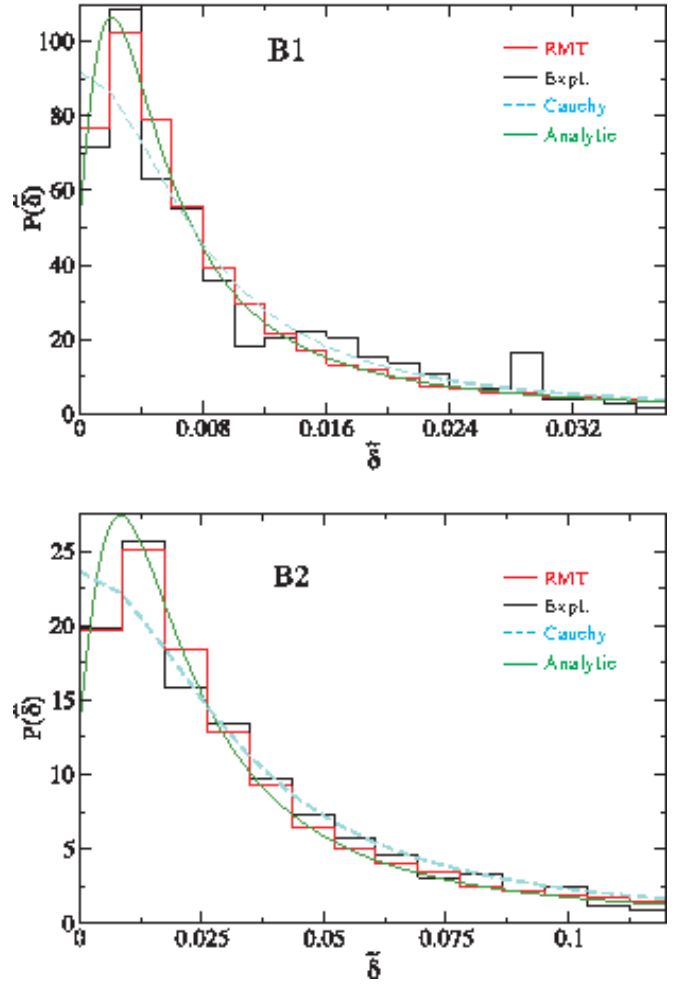 B1
RMT
Expl.
Cauchy
Analytic
P(δ̃)
100
80
60
40
20
0
0 0.008 0.016 0.024 0.032
δ̃
B2
RMT
Expl.
Cauchy
Analytic
P(δ̃)
25
20
15
10
5
0
0 0.025 0.05 0.075 0.1
δ̃